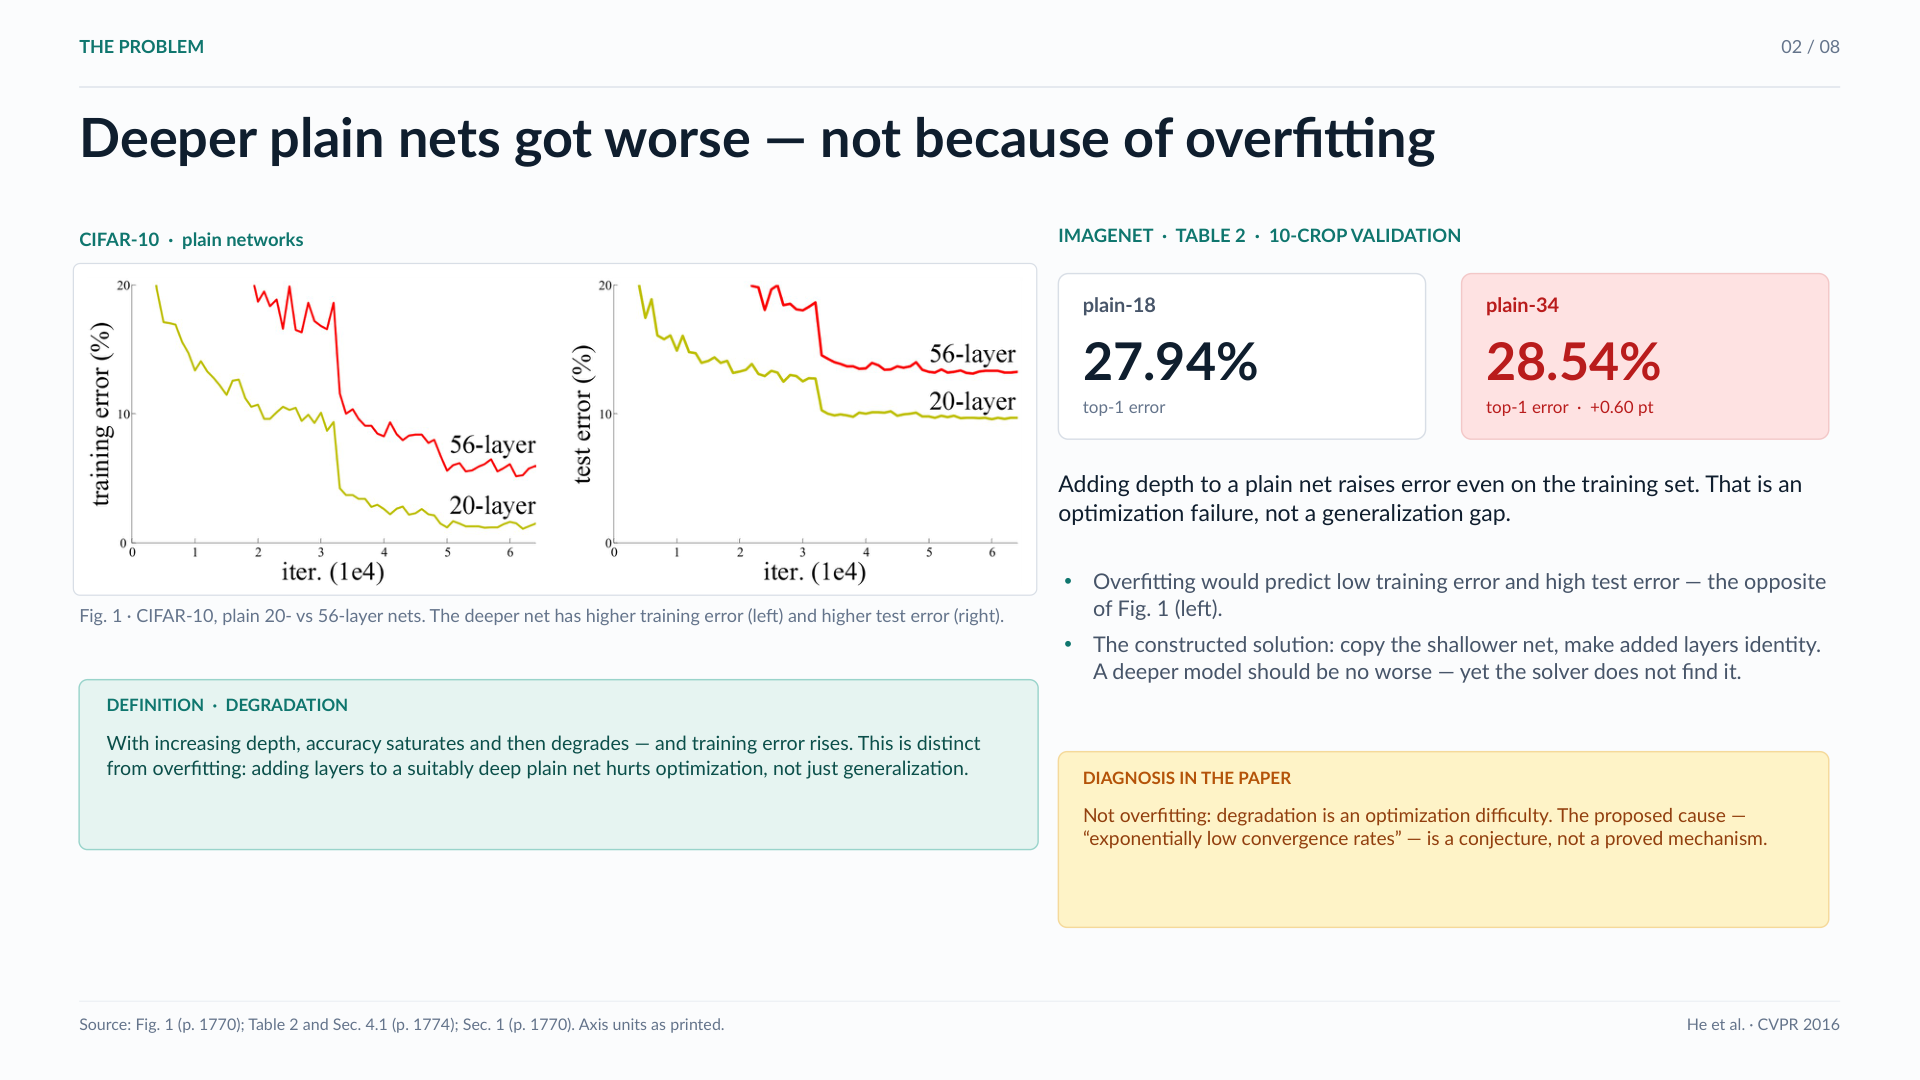 THE PROBLEM
02 / 08
Deeper plain nets got worse — not because of overfitting
CIFAR-10 · plain networks
20
10
0
training error (%)
0 1 2 3 4 5 6
iter. (1e4)
56-layer
20-layer
20
10
0
test error (%)
0 1 2 3 4 5 6
iter. (1e4)
56-layer
20-layer
Fig. 1 · CIFAR-10, plain 20- vs 56-layer nets. The deeper net has higher training error (left) and higher test error (right).
DEFINITION · DEGRADATION
With increasing depth, accuracy saturates and then degrades — and training error rises. This is distinct
from overfitting: adding layers to a suitably deep plain net hurts optimization, not just generalization.
IMAGENET · TABLE 2 · 10-CROP VALIDATION
plain-18
27.94%
top-1 error
plain-34
28.54%
top-1 error · +0.60 pt
Adding depth to a plain net raises error even on the training set. That is an
optimization failure, not a generalization gap.
• Overfitting would predict low training error and high test error — the opposite
of Fig. 1 (left).
• The constructed solution: copy the shallower net, make added layers identity.
A deeper model should be no worse — yet the solver does not find it.
DIAGNOSIS IN THE PAPER
Not overfitting: degradation is an optimization difficulty. The proposed cause —
“exponentially low convergence rates” — is a conjecture, not a proved mechanism.
Source: Fig. 1 (p. 1770); Table 2 and Sec. 4.1 (p. 1774); Sec. 1 (p. 1770). Axis units as printed.
He et al. · CVPR 2016